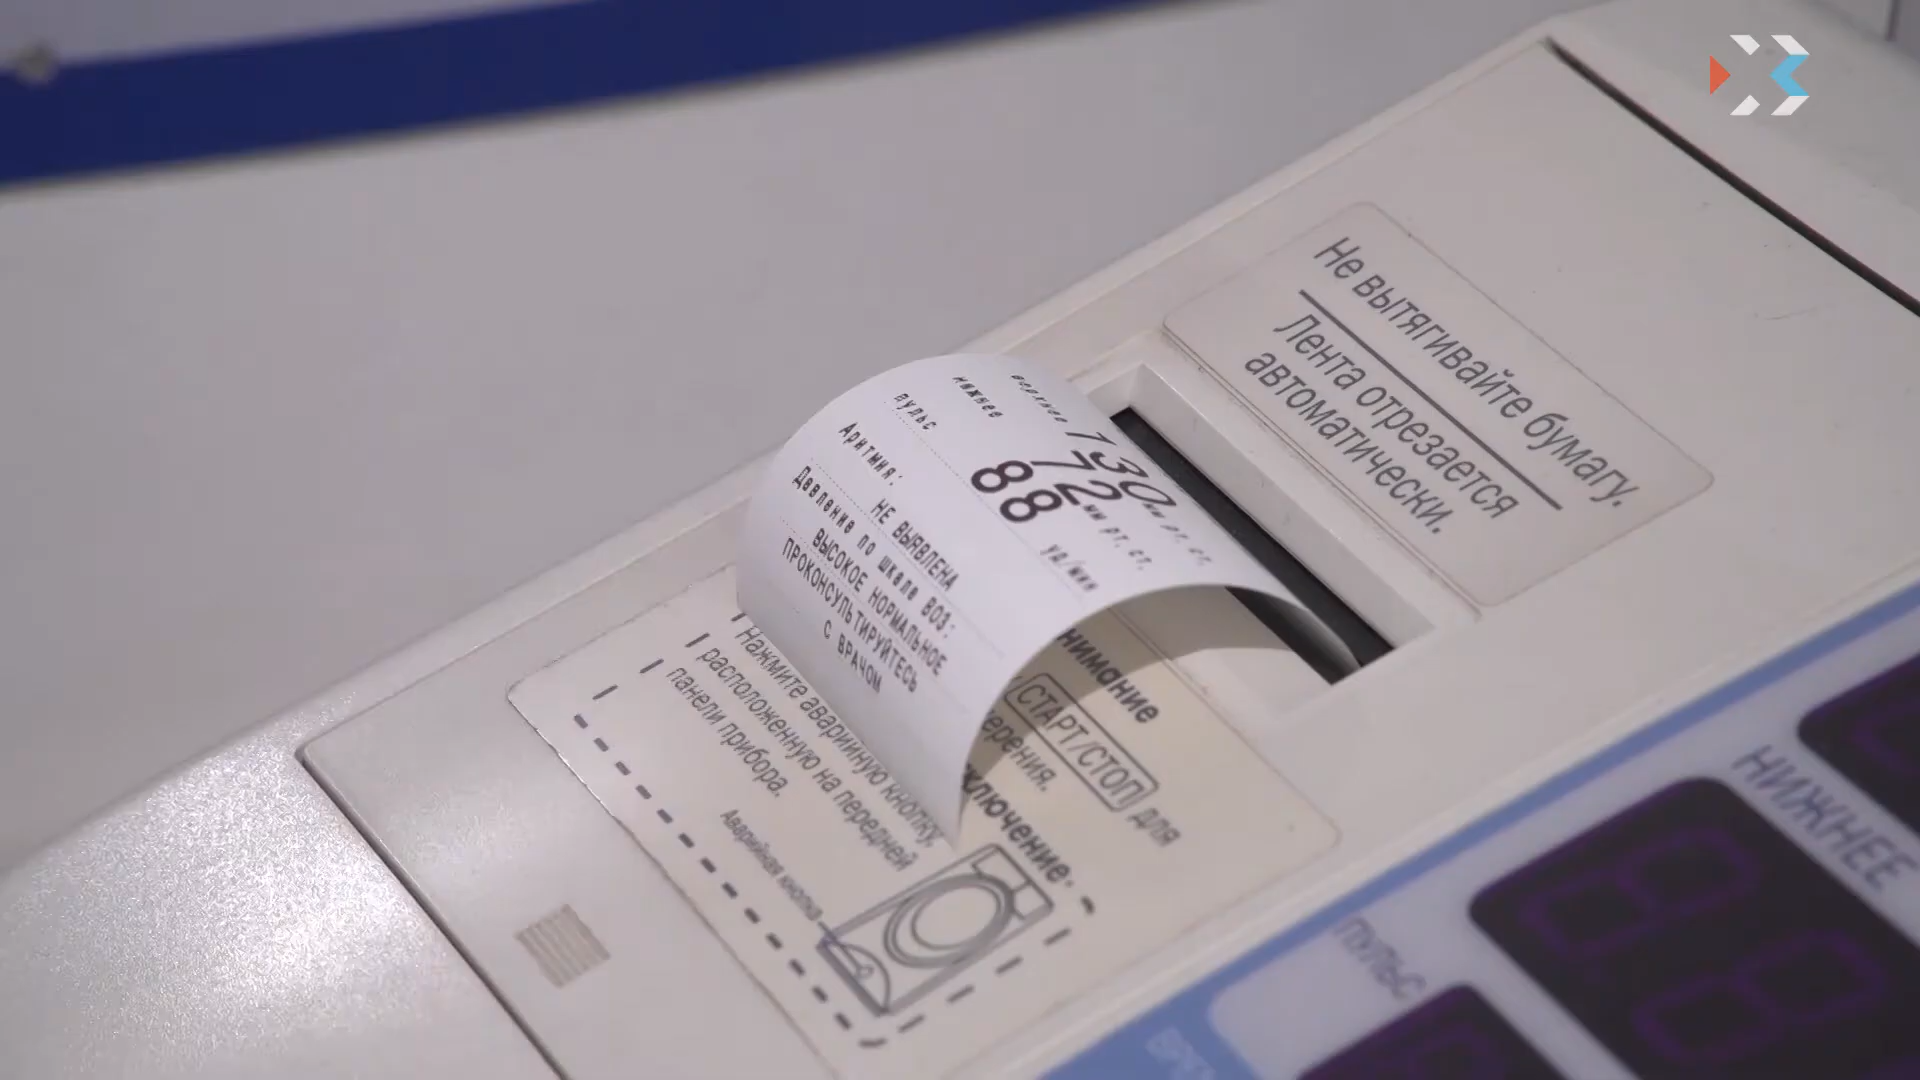 Не вытягивайте бумагу.
Лента отрезается
автоматически.
верхнее 130 мм рт. ст.
нижнее 72 мм рт. ст.
пульс 88 уд/мин
Аритмия:
НЕ ВЫЯВЛЕНА
Давление по шкале ВОЗ:
ВЫСОКОЕ НОРМАЛЬНОЕ
ПРОКОНСУЛЬТИРУЙТЕСЬ
С ВРАЧОМ
нимание
СТАРТ/СТОП для
ерения.
ключение
Нажмите аварийную кнопку,
расположенную на передней
панели прибора.
Аварийная кнопка
НИЖНЕЕ
ПУЛЬС
ВРЕМ